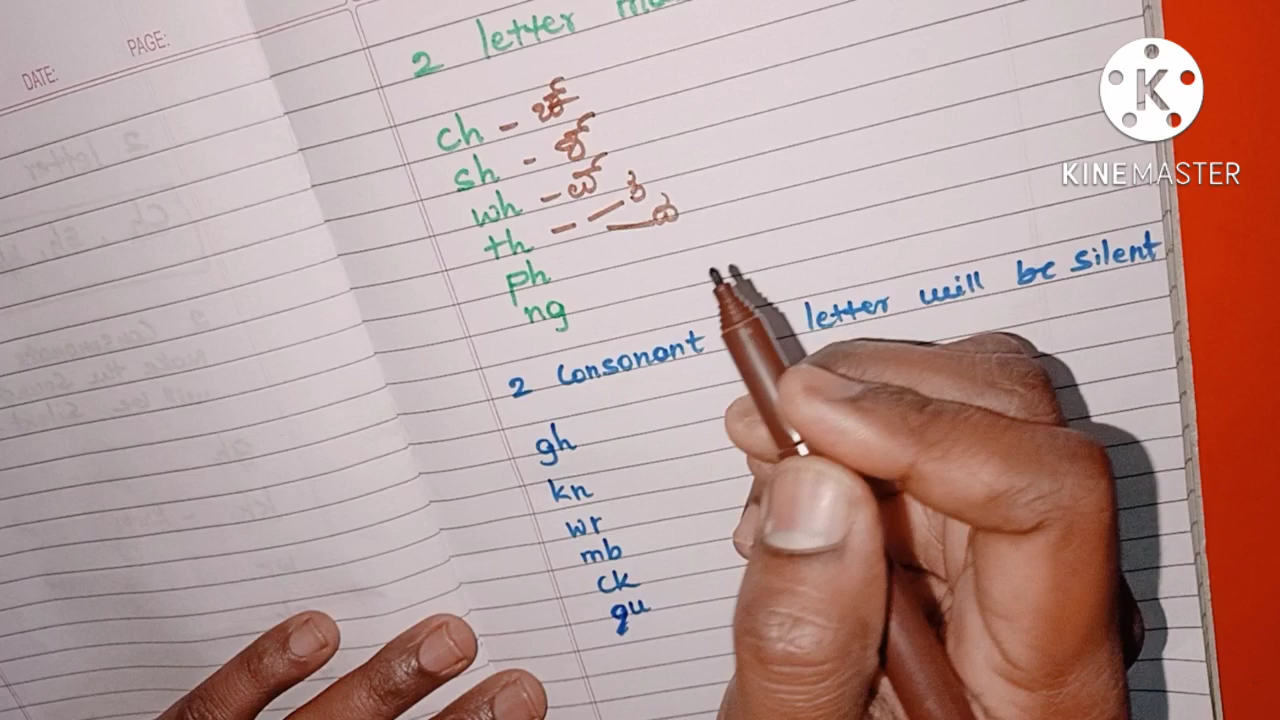 DATE:
PAGE:
2 letter
ch - ಚ್
sh - ಶ್
wh - ವ್
th - -
ph
ng
2 consonant letter will be silent
gh
kn
wr
mb
ck
gu
K
KINEMASTER